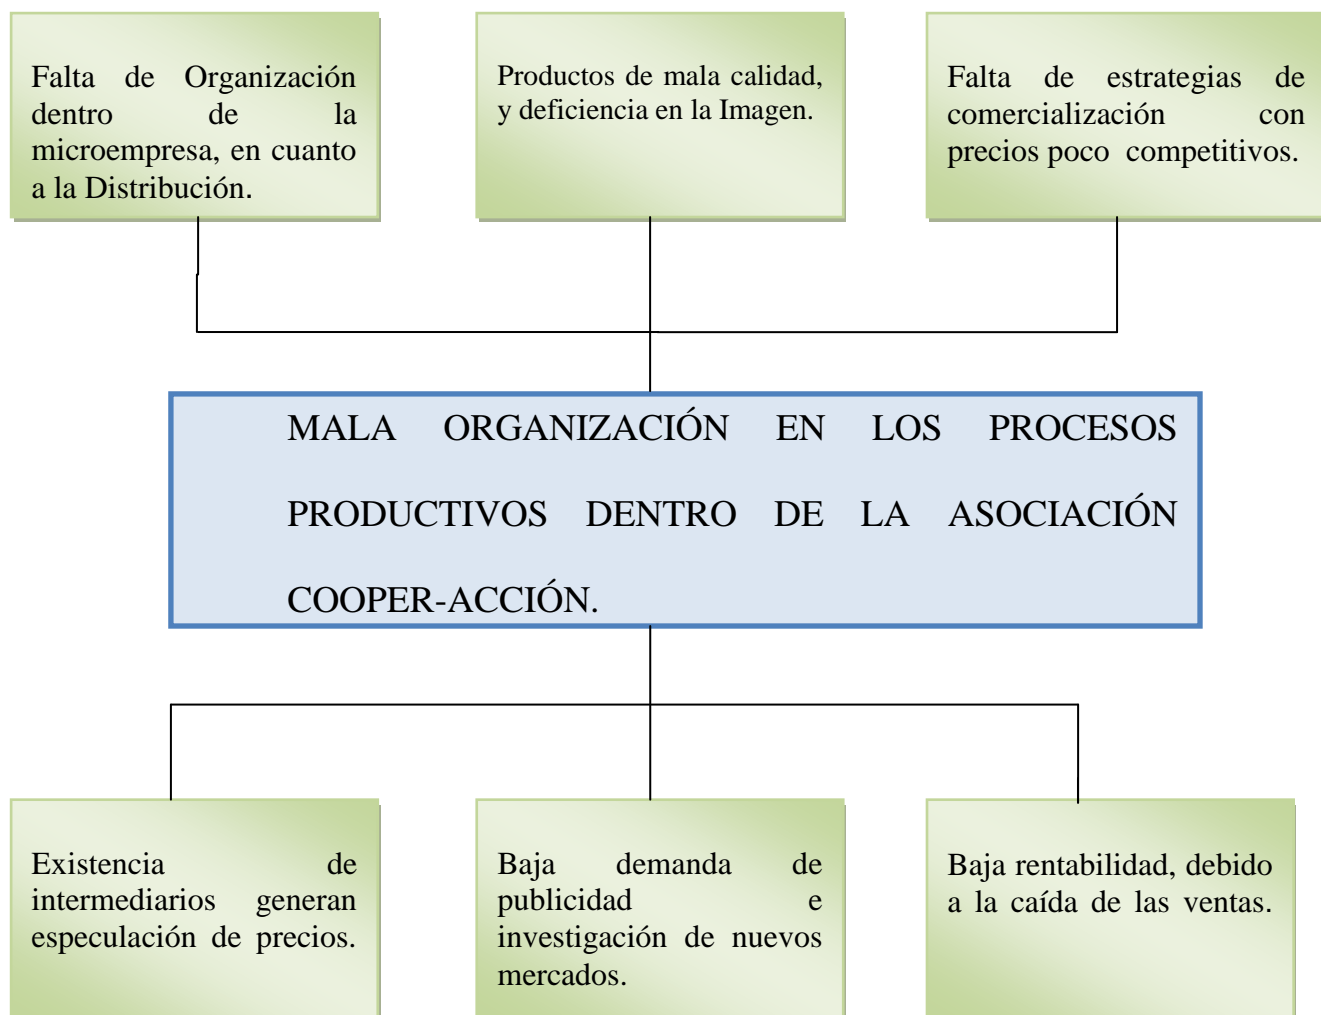 Falta de Organización
dentro de la
microempresa, en cuanto
a la Distribución.
Productos de mala calidad,
y deficiencia en la Imagen.
Falta de estrategias de
comercialización con
precios poco competitivos.
MALA ORGANIZACIÓN EN LOS PROCESOS
PRODUCTIVOS DENTRO DE LA ASOCIACIÓN
COOPER-ACCIÓN.
Existencia de
intermediarios generan
especulación de precios.
Baja demanda de
publicidad e
investigación de nuevos
mercados.
Baja rentabilidad, debido
a la caída de las ventas.